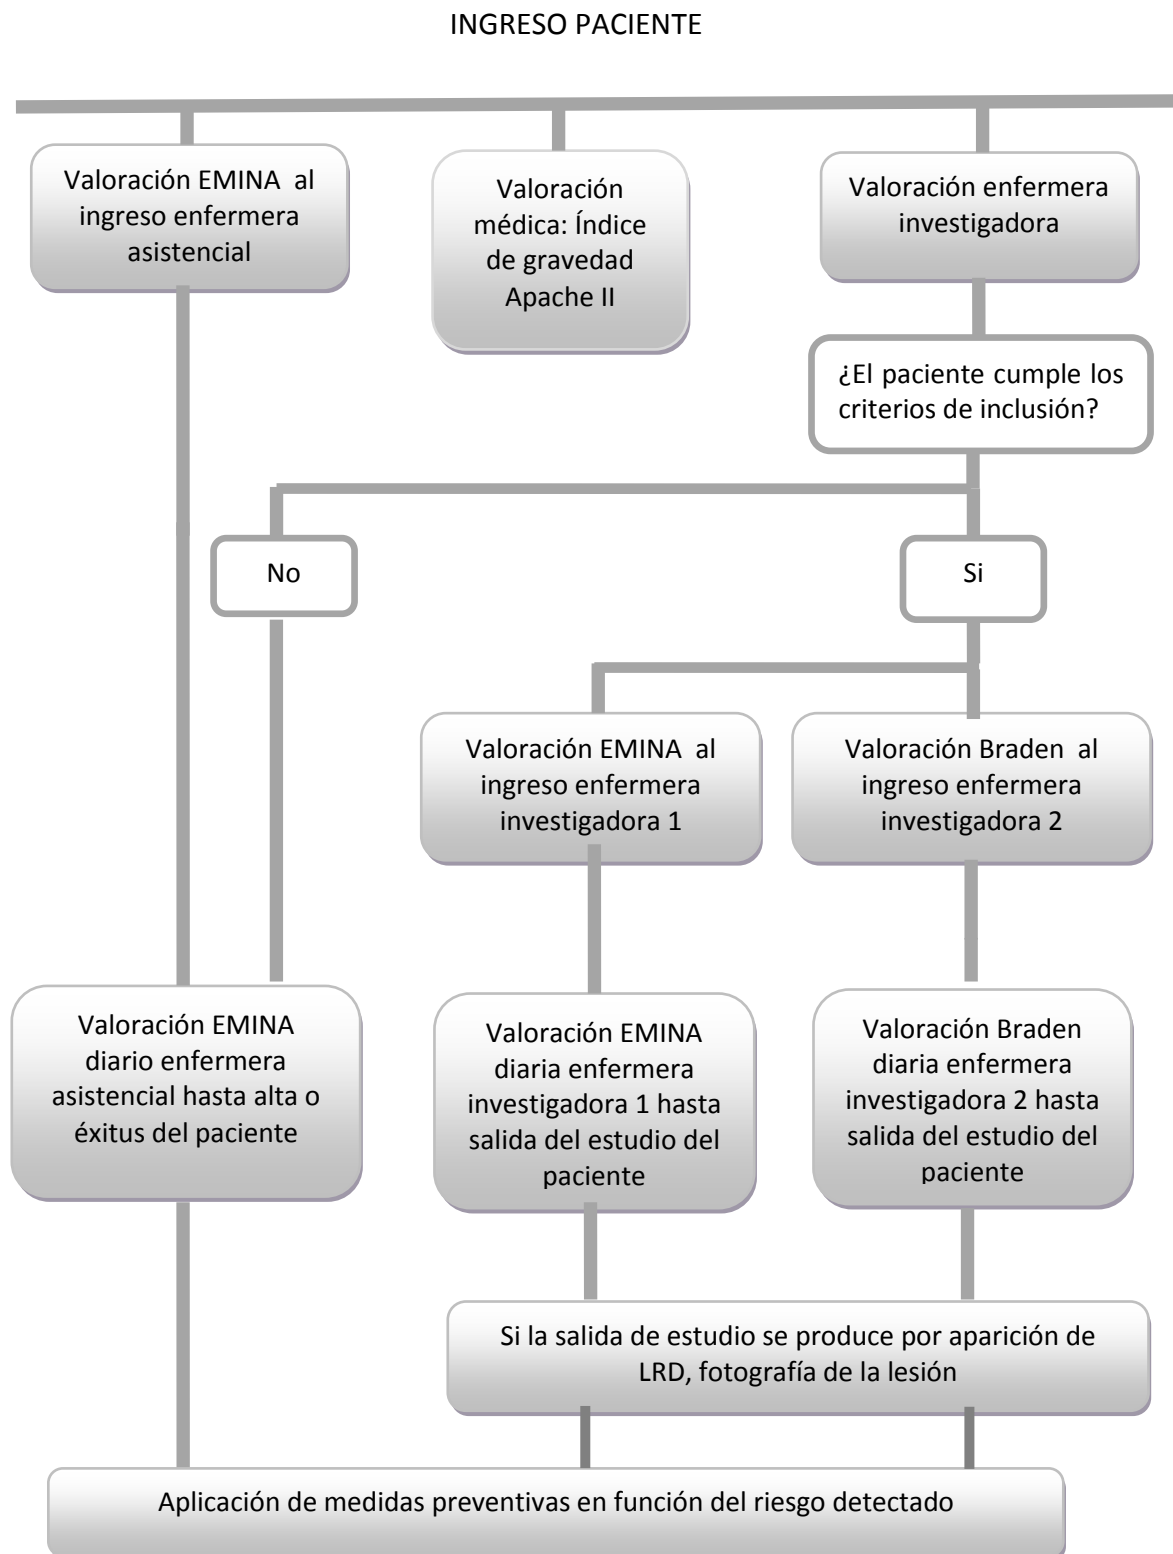 INGRESO PACIENTE
Valoración EMINA al
ingreso enfermera
asistencial
Valoración
médica: Índice
de gravedad
Apache II
Valoración enfermera
investigadora
¿El paciente cumple los
criterios de inclusión?
No
Si
Valoración EMINA al
ingreso enfermera
investigadora 1
Valoración Braden al
ingreso enfermera
investigadora 2
Valoración EMINA
diario enfermera
asistencial hasta alta o
éxitus del paciente
Valoración EMINA
diaria enfermera
investigadora 1 hasta
salida del estudio del
paciente
Valoración Braden
diaria enfermera
investigadora 2 hasta
salida del estudio del
paciente
Si la salida de estudio se produce por aparición de
LRD, fotografía de la lesión
Aplicación de medidas preventivas en función del riesgo detectado